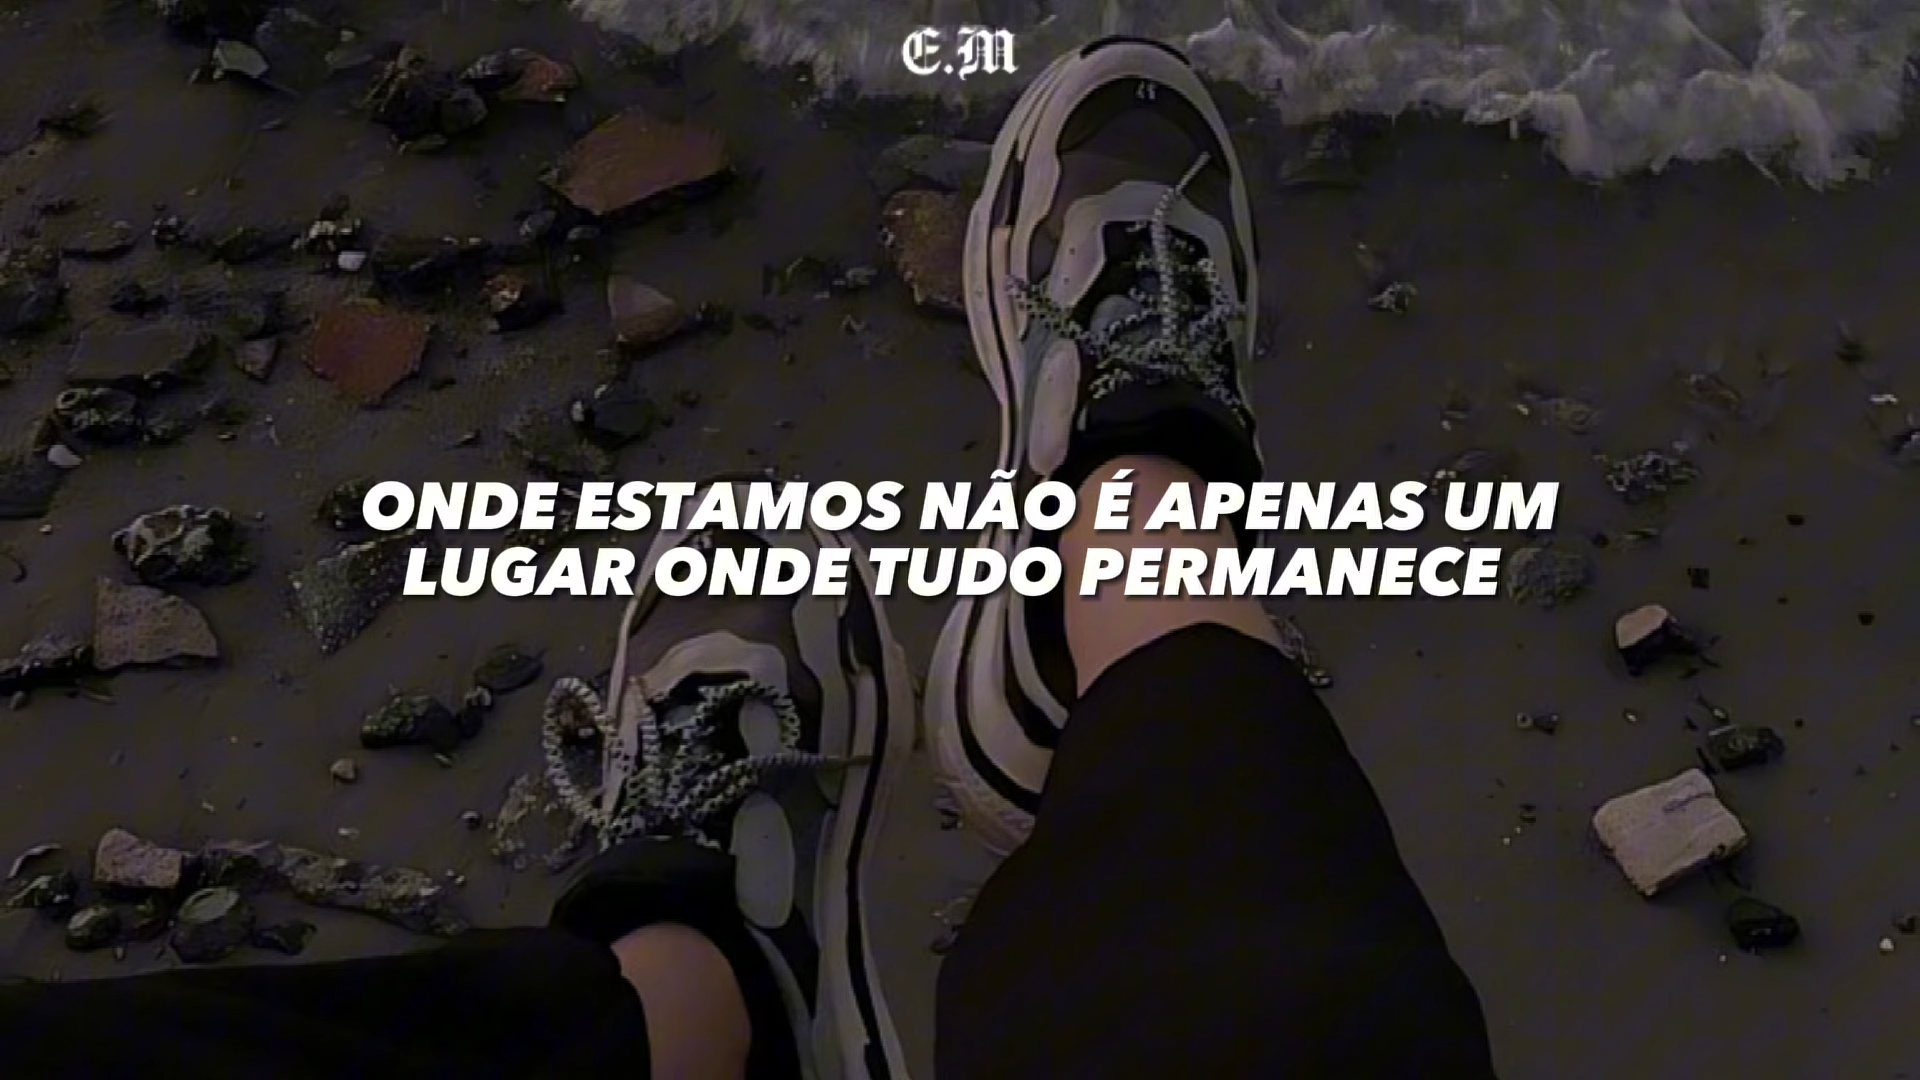 E.M
ONDE ESTAMOS NÃO É APENAS UM
LUGAR ONDE TUDO PERMANECE